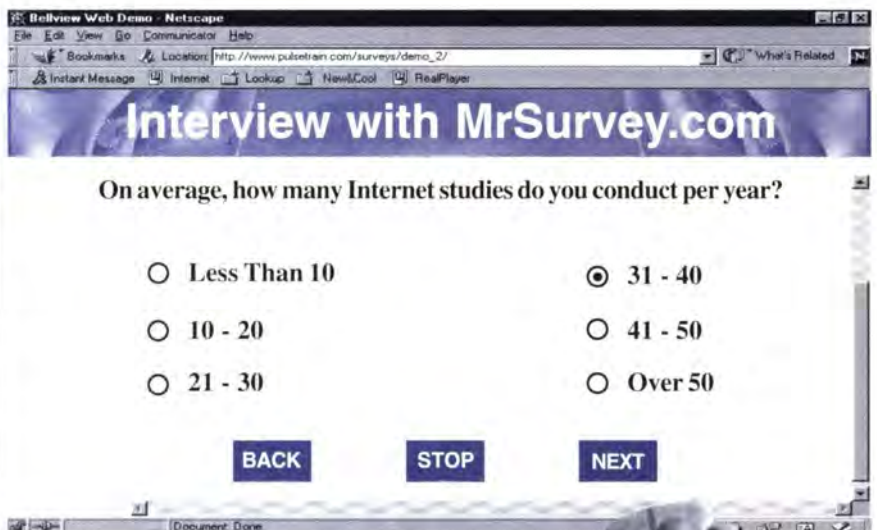 Bellview Web Demo - Netscape
File Edit View Go Communicator Help
Bookmarks Location: http://www.pulsetrain.com/surveys/demo_2/ What's Related
Instant Message Internet Lookup New&Cool RealPlayer
Interview with MrSurvey.com
On average, how many Internet studies do you conduct per year?
Less Than 10
31 - 40
10 - 20
41 - 50
21 - 30
Over 50
BACK STOP NEXT
Document: Done